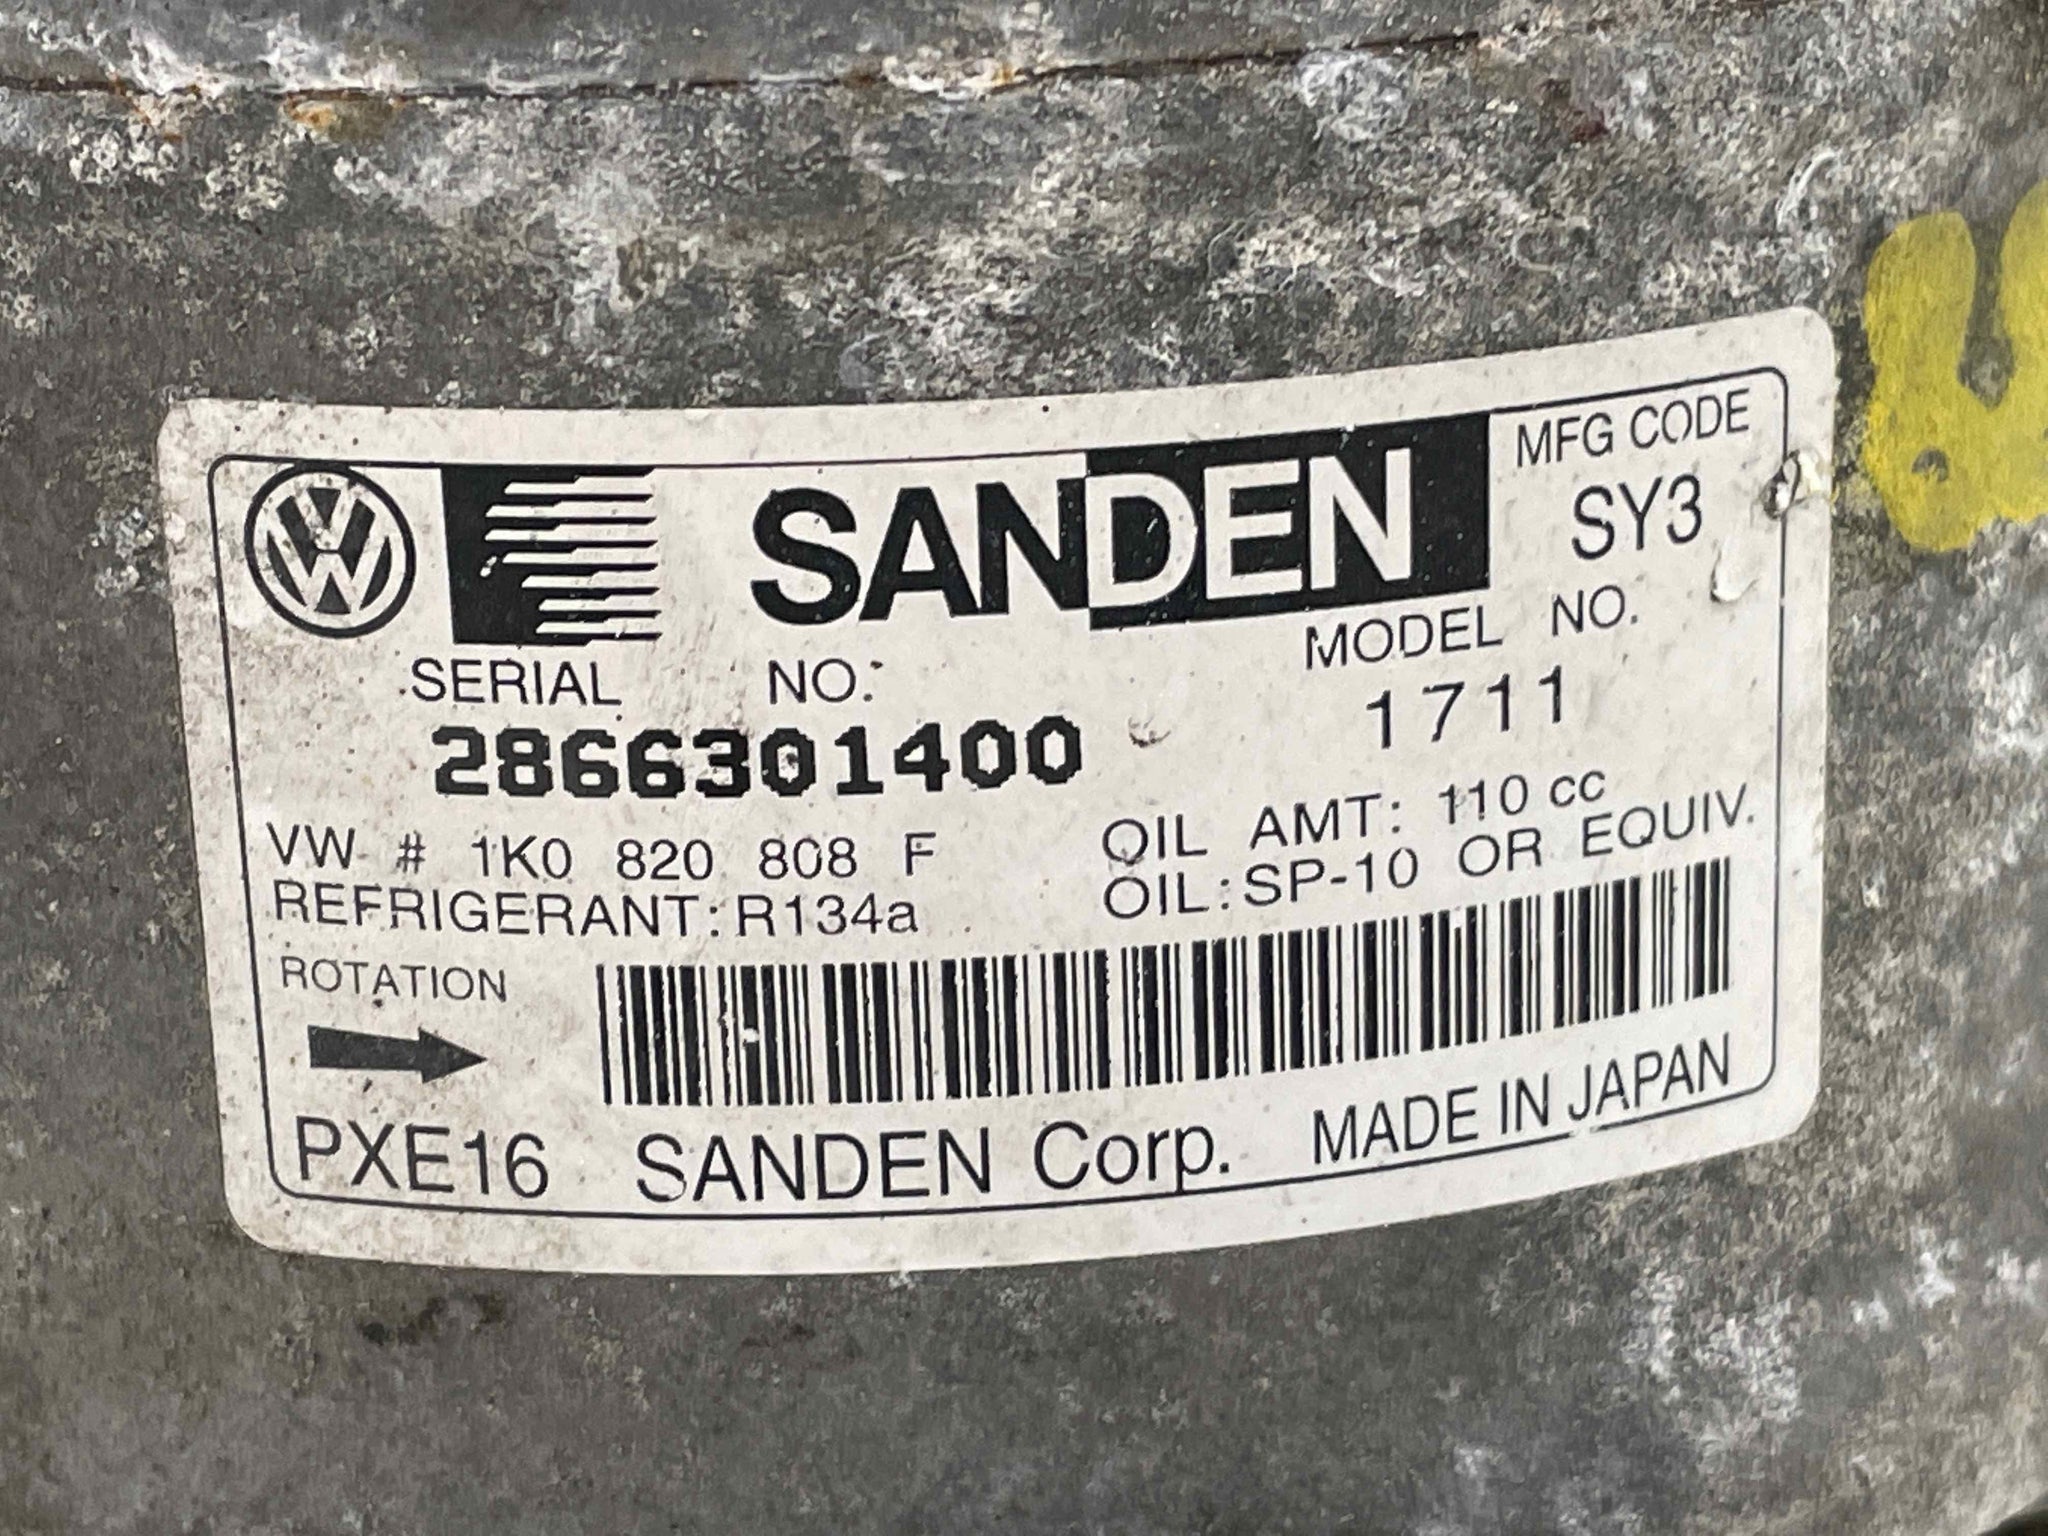 SANDEN
MFG CODE
SY3
SERIAL NO.
2866301400
MODEL NO.
1711
VW # 1K0 820 808 F
OIL AMT: 110 cc
REFRIGERANT: R134a
OIL: SP-10 OR EQUIV.
ROTATION
PXE16 SANDEN Corp. MADE IN JAPAN